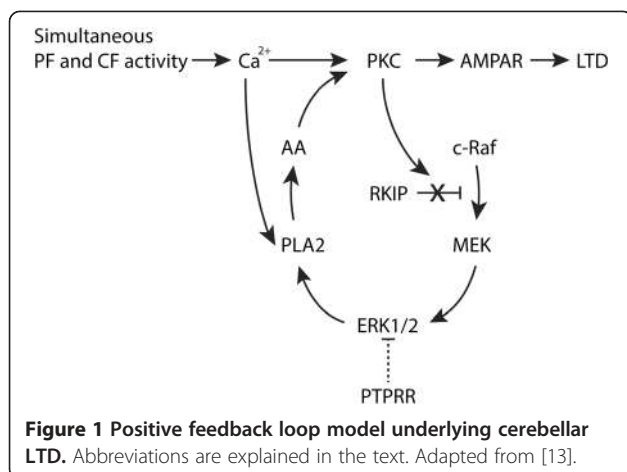 Simultaneous
PF and CF activity
Ca2+
PKC
AMPAR
LTD
AA
c-Raf
RKIP
X
PLA2
MEK
ERK1/2
PTPRR
Figure 1 Positive feedback loop model underlying cerebellar
LTD. Abbreviations are explained in the text. Adapted from [13].